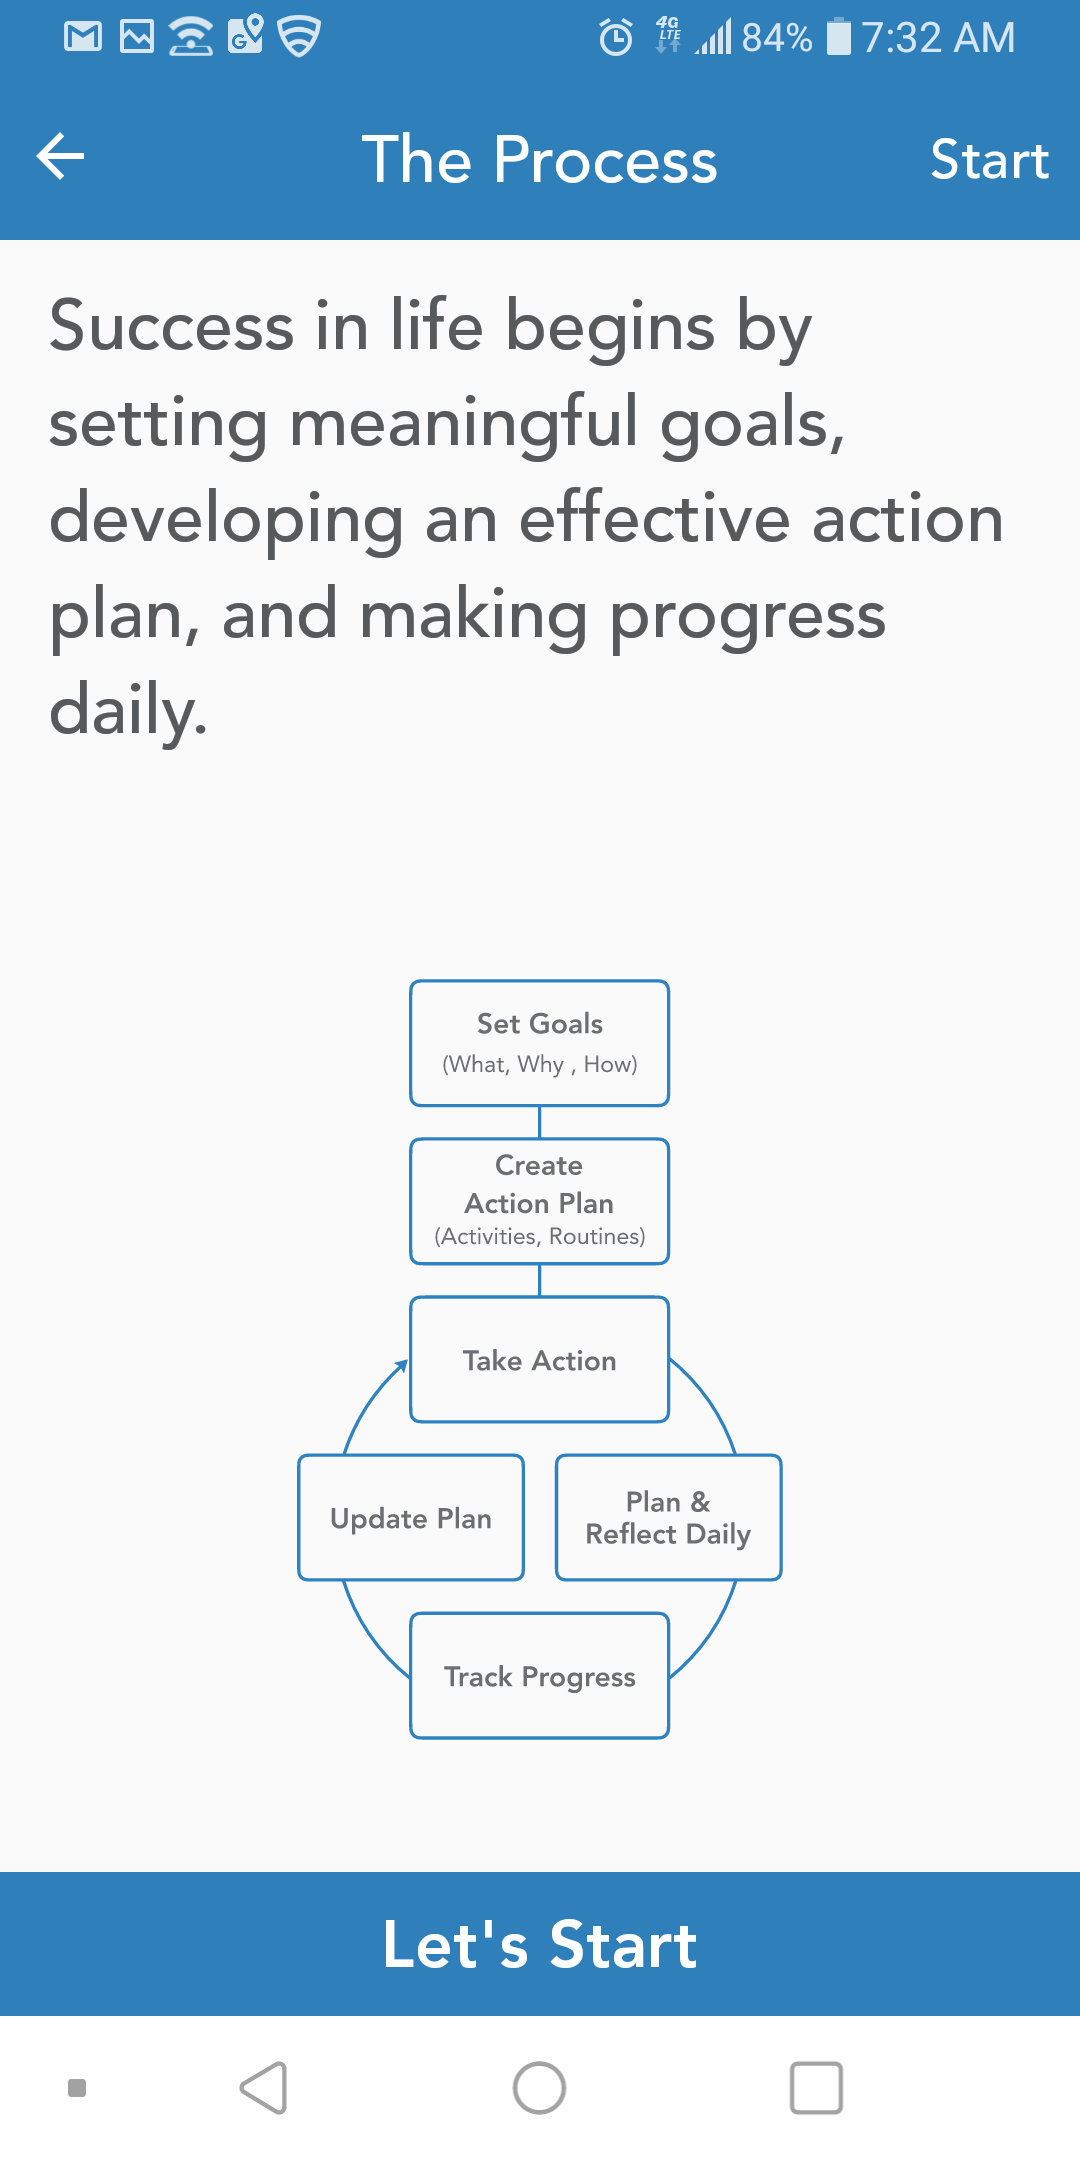 4G
LTE
84%
7:32 AM
The Process
Start
Success in life begins by
setting meaningful goals,
developing an effective action
plan, and making progress
daily.
Set Goals
(What, Why , How)
Create
Action Plan
(Activities, Routines)
Take Action
Update Plan
Plan &
Reflect Daily
Track Progress
Let's Start